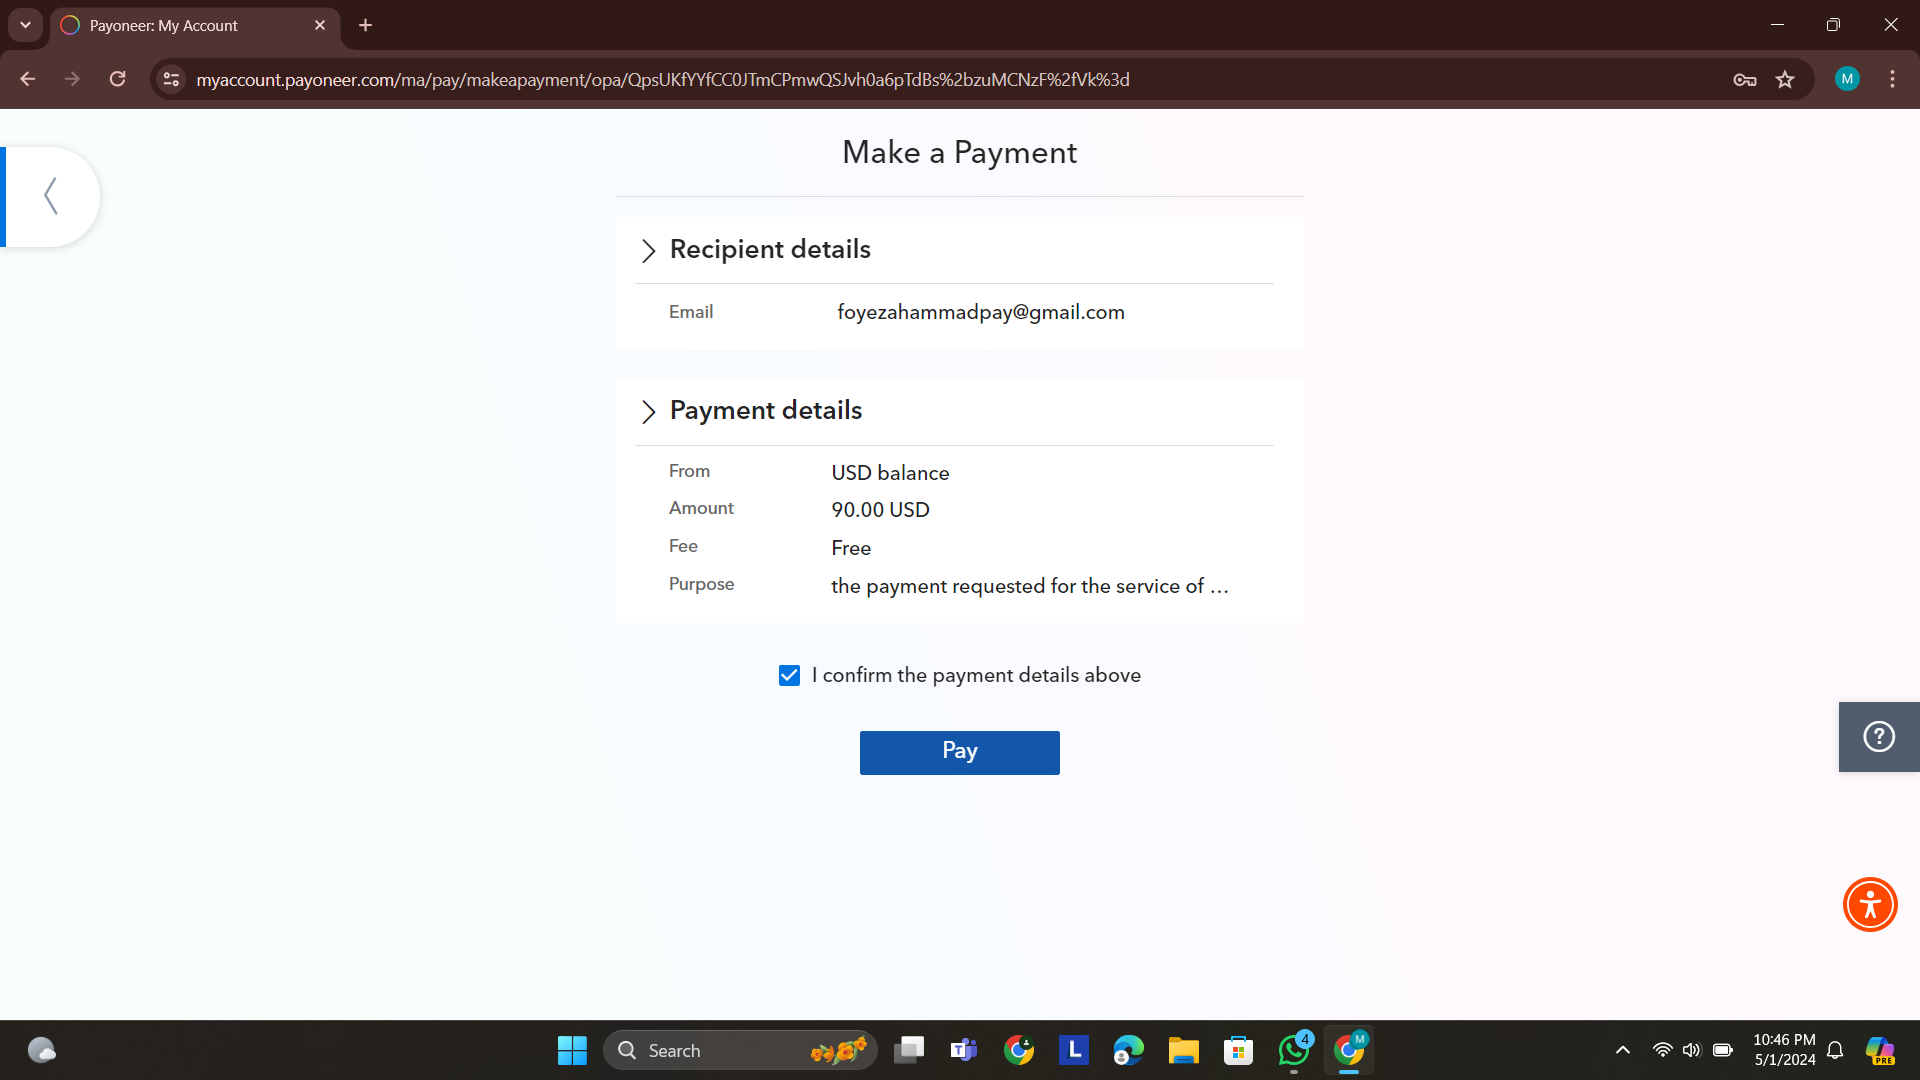 Payoneer: My Account
myaccount.payoneer.com/ma/pay/makeapayment/opa/QpsUKfYYfCC0JTmCPmwQSJvh0a6pTdBs%2bzuMCNzF%2fVk%3d
M
Make a Payment
Recipient details
Email foyezahammadpay@gmail.com
Payment details
From USD balance
Amount 90.00 USD
Fee Free
Purpose the payment requested for the service of ...
I confirm the payment details above
Pay
?
Search
T
L
4
M
10:46 PM
5/1/2024
PRE